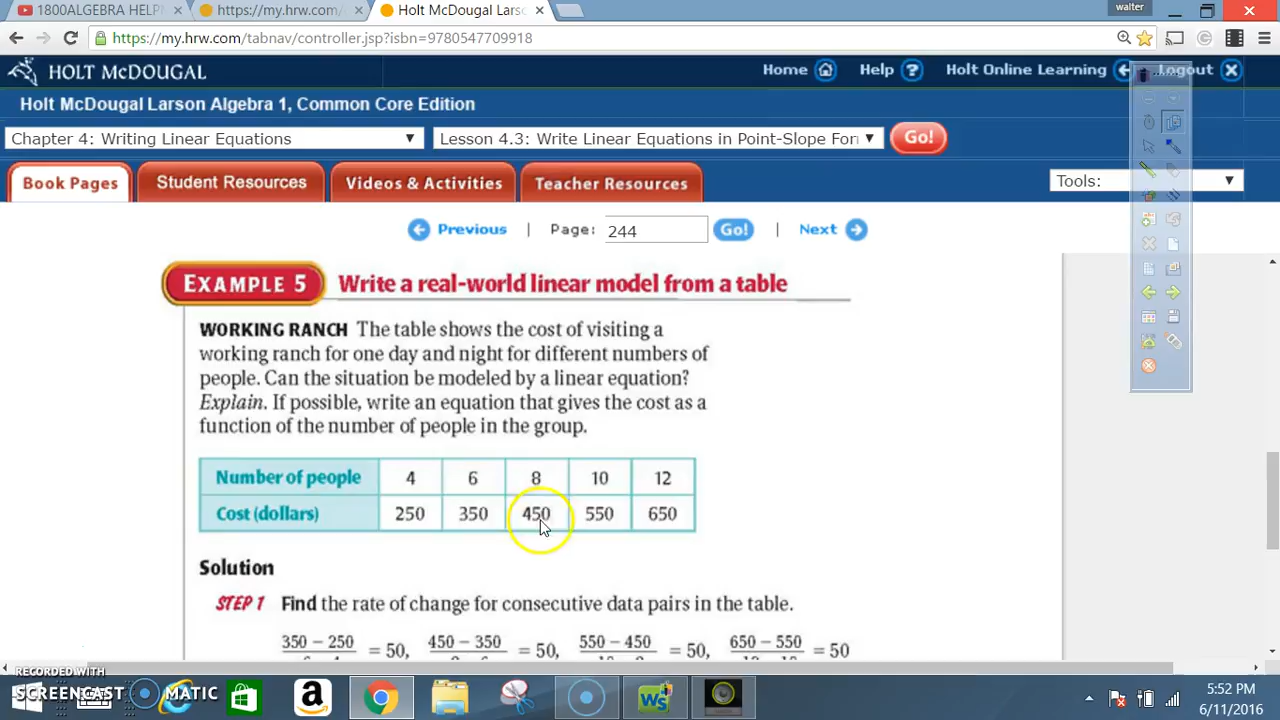 1800ALGEBRA HELP
https://my.hrw.com/tabnav/
Holt McDougal Lars
walter
https://my.hrw.com/tabnav/controller.jsp?isbn=9780547709918
HOLT McDOUGAL
Home
Help
Holt Online Learning
Logout
Holt McDougal Larson Algebra 1, Common Core Edition
Chapter 4: Writing Linear Equations
Lesson 4.3: Write Linear Equations in Point-Slope For
Go!
Book Pages
Student Resources
Videos & Activities
Teacher Resources
Tools:
Previous | Page: 244 Go! | Next
EXAMPLE 5 Write a real-world linear model from a table
WORKING RANCH The table shows the cost of visiting a
working ranch for one day and night for different numbers of
people. Can the situation be modeled by a linear equation?
Explain. If possible, write an equation that gives the cost as a
function of the number of people in the group.
Number of people 4 6 8 10 12
Cost (dollars) 250 350 450 550 650
Solution
STEP 1 Find the rate of change for consecutive data pairs in the table.
350 − 250 = 50, 450 − 350 = 50, 550 − 450 = 50, 650 − 550 = 50
RECORDED WITH
SCREENCAST MATIC
5:52 PM
6/11/2016